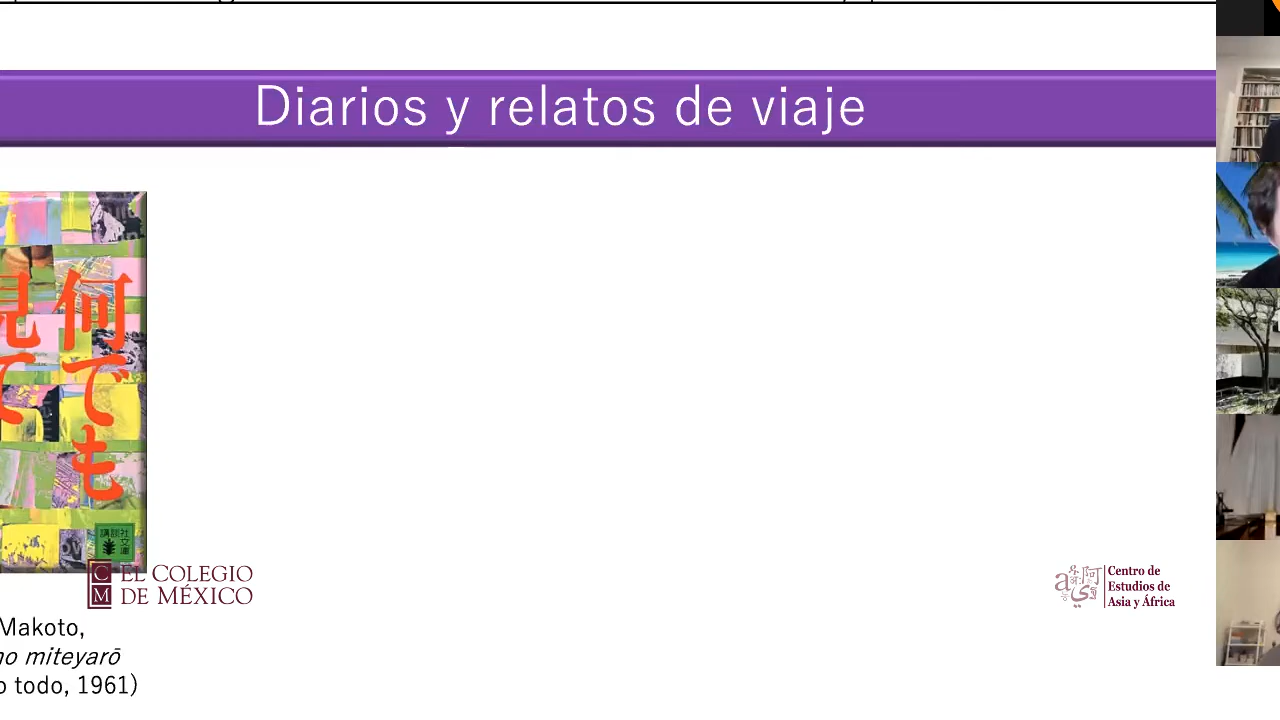 Diarios y relatos de viaje
何でも
見て
講談社
文庫
EL COLEGIO
DE MÉXICO
C
M
Centro de
Estudios de
Asia y África
Makoto,
no miteyarō
o todo, 1961)